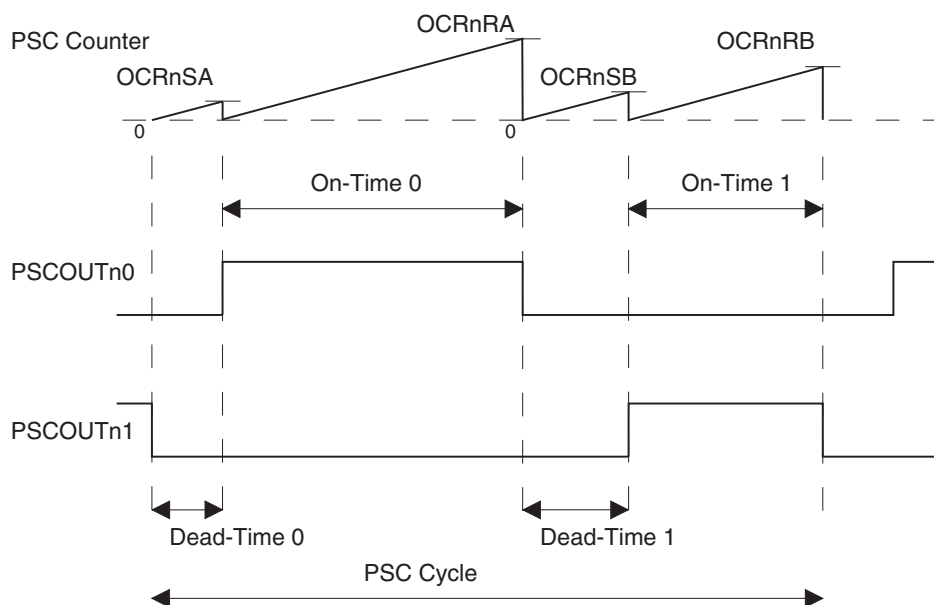 OCRnRA
PSC Counter
OCRnRB
OCRnSA
OCRnSB
0
0
On-Time 0
On-Time 1
PSCOUTn0
PSCOUTn1
Dead-Time 0
Dead-Time 1
PSC Cycle